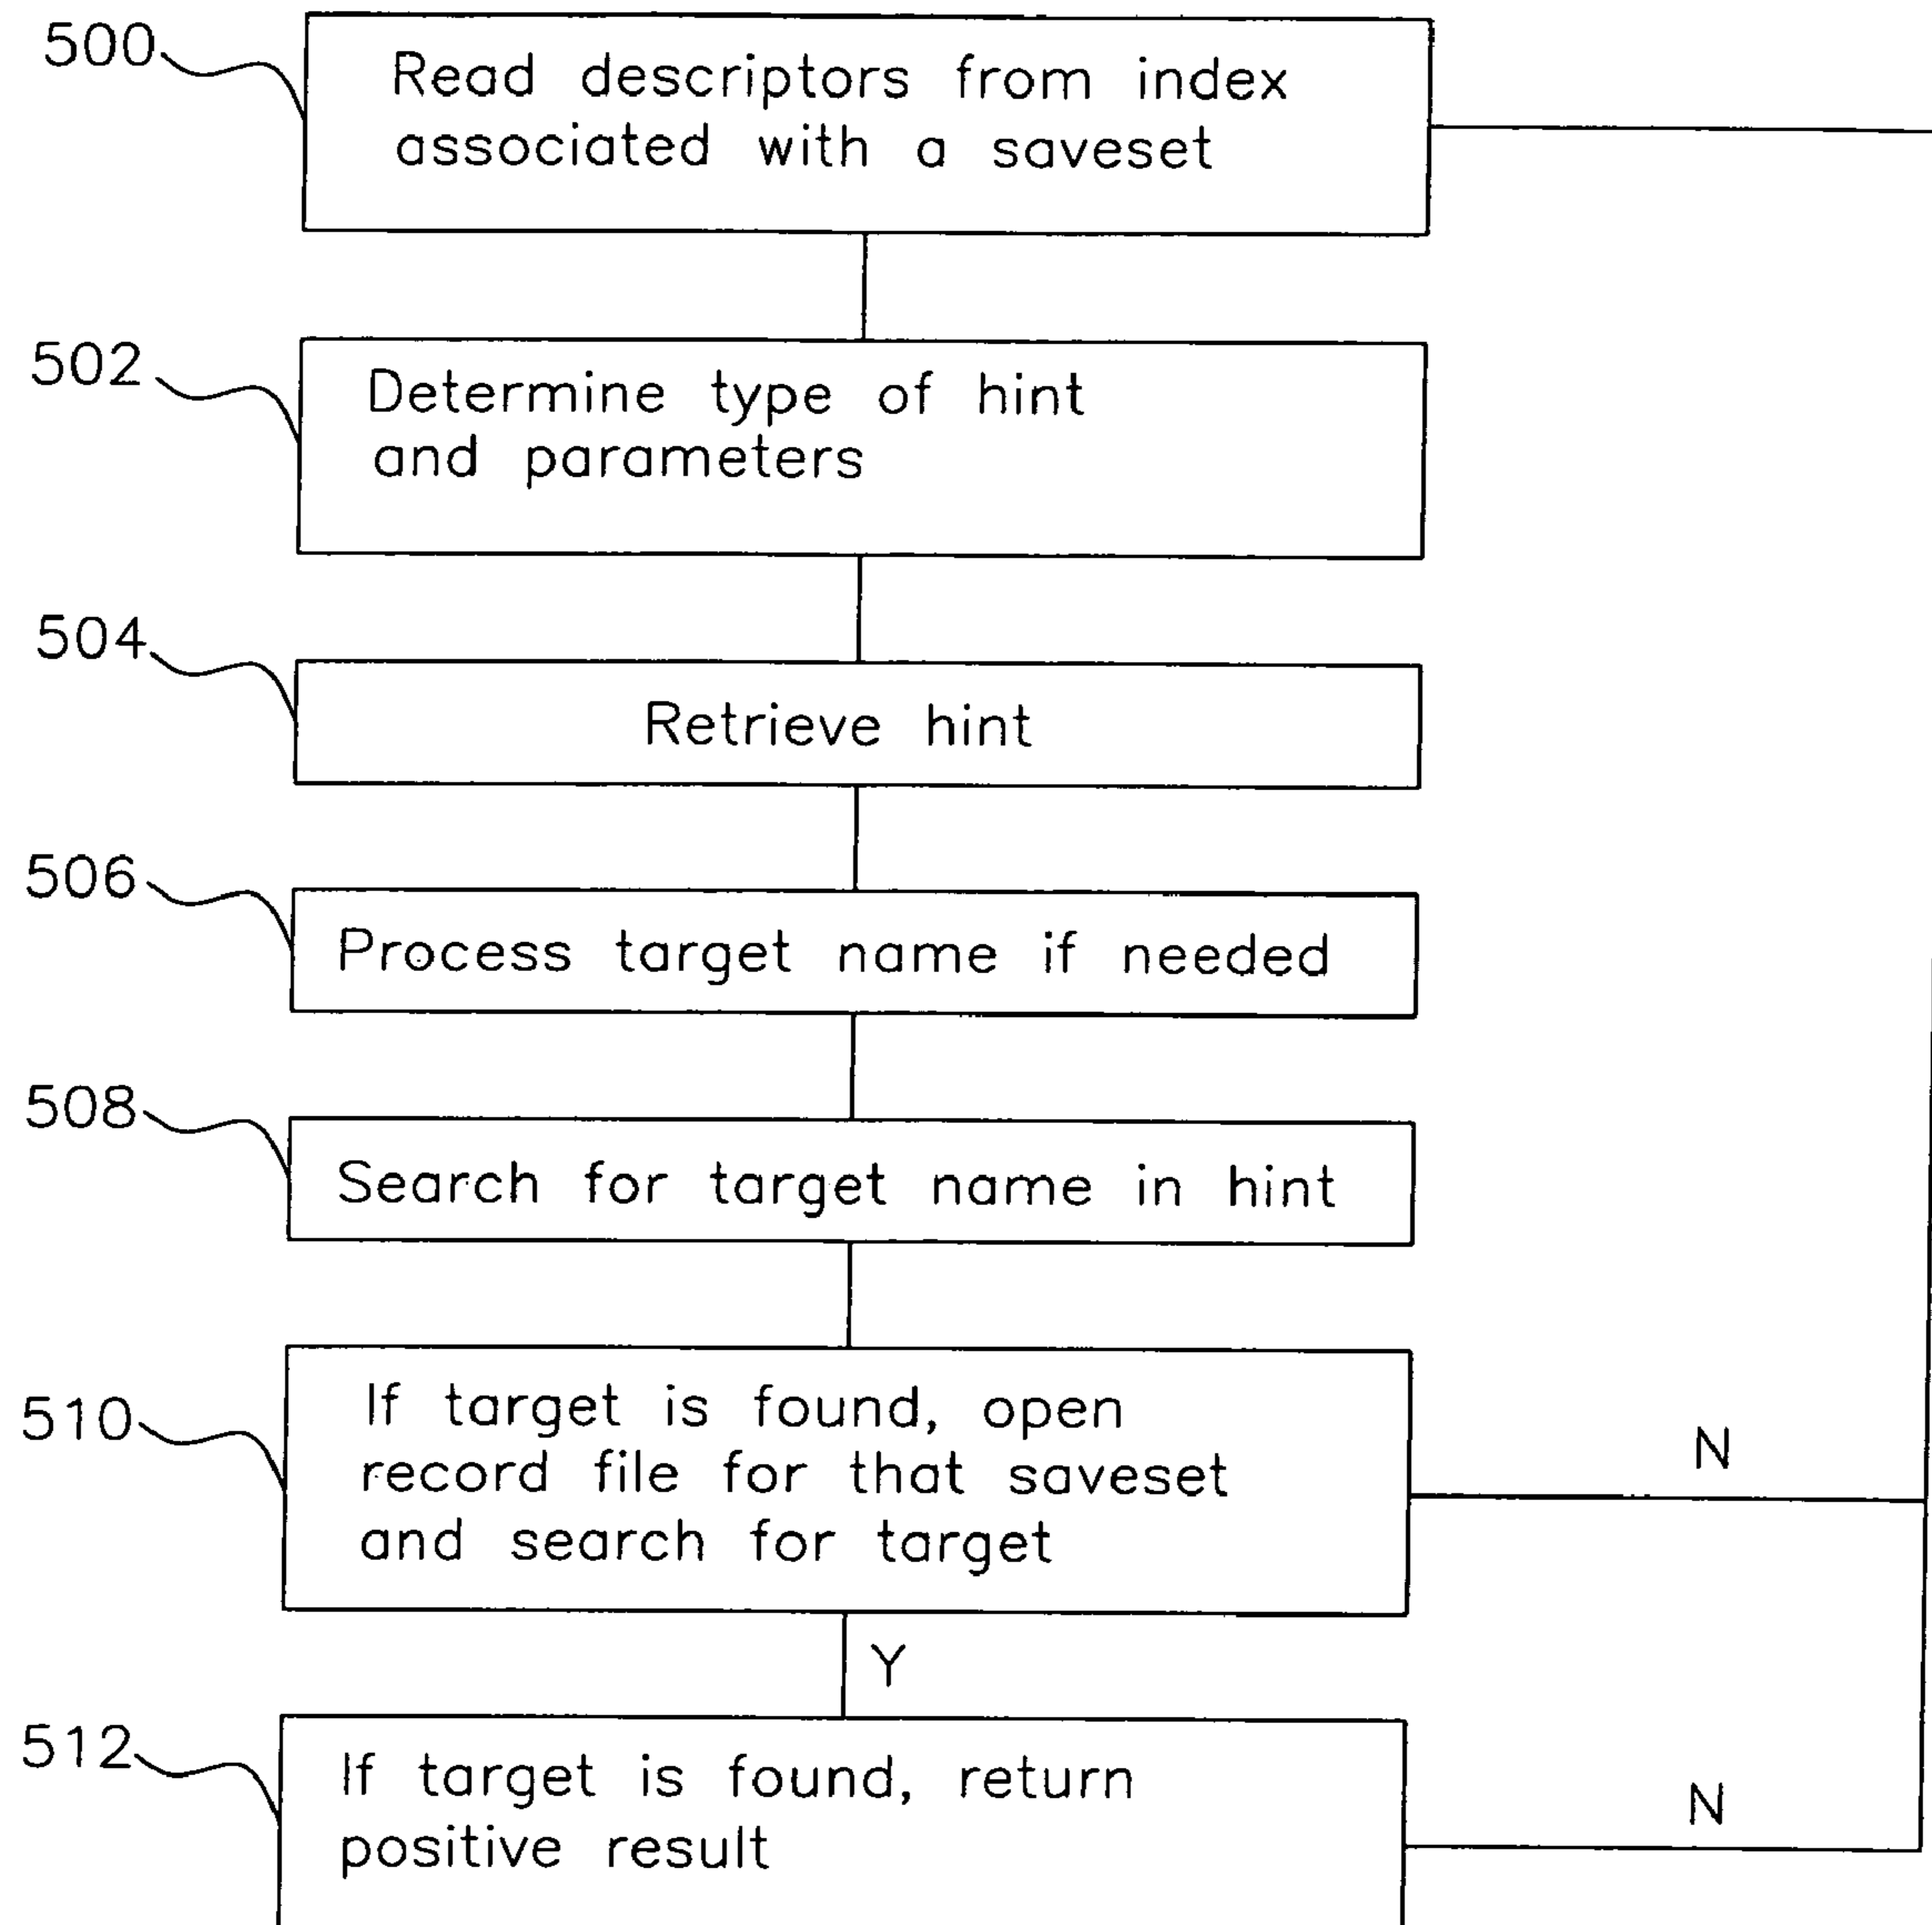 500
Read descriptors from index
associated with a saveset
502
Determine type of hint
and parameters
504
Retrieve hint
506
Process target name if needed
508
Search for target name in hint
510
If target is found, open
record file for that saveset
and search for target
N
Y
512
If target is found, return
positive result
N